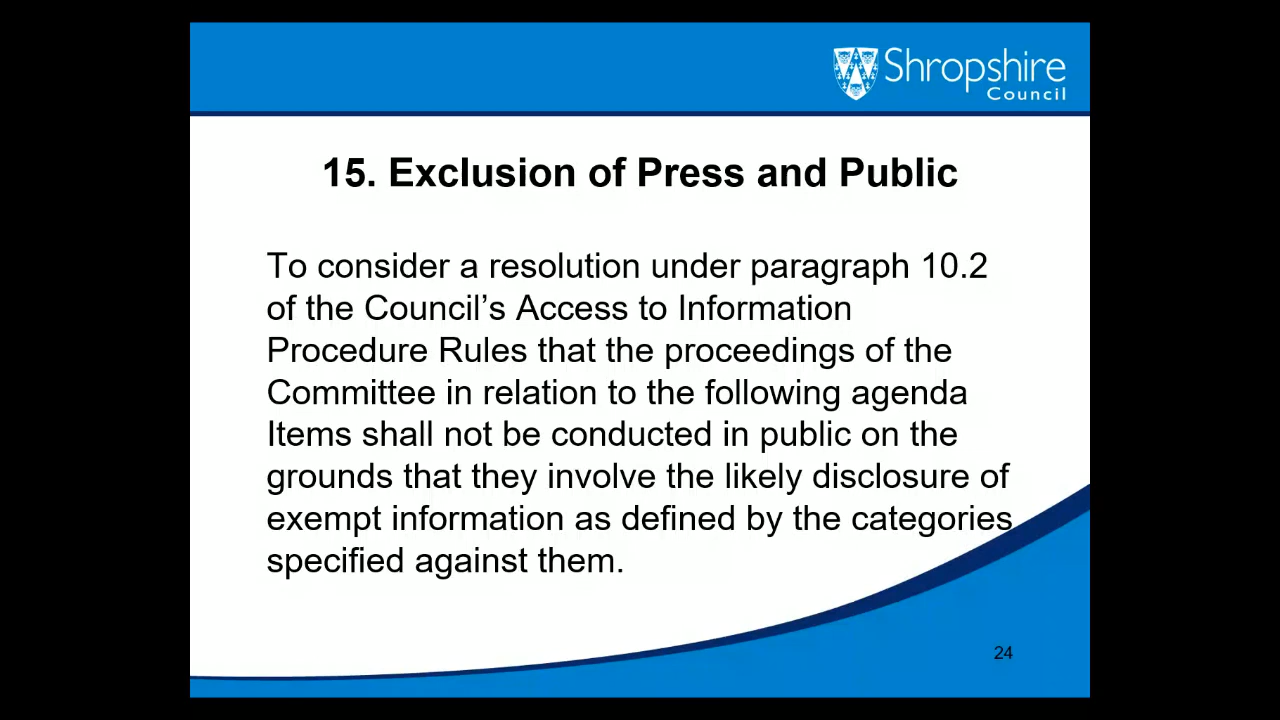 Shropshire
Council
15. Exclusion of Press and Public
To consider a resolution under paragraph 10.2
of the Council’s Access to Information
Procedure Rules that the proceedings of the
Committee in relation to the following agenda
Items shall not be conducted in public on the
grounds that they involve the likely disclosure of
exempt information as defined by the categories
specified against them.
24